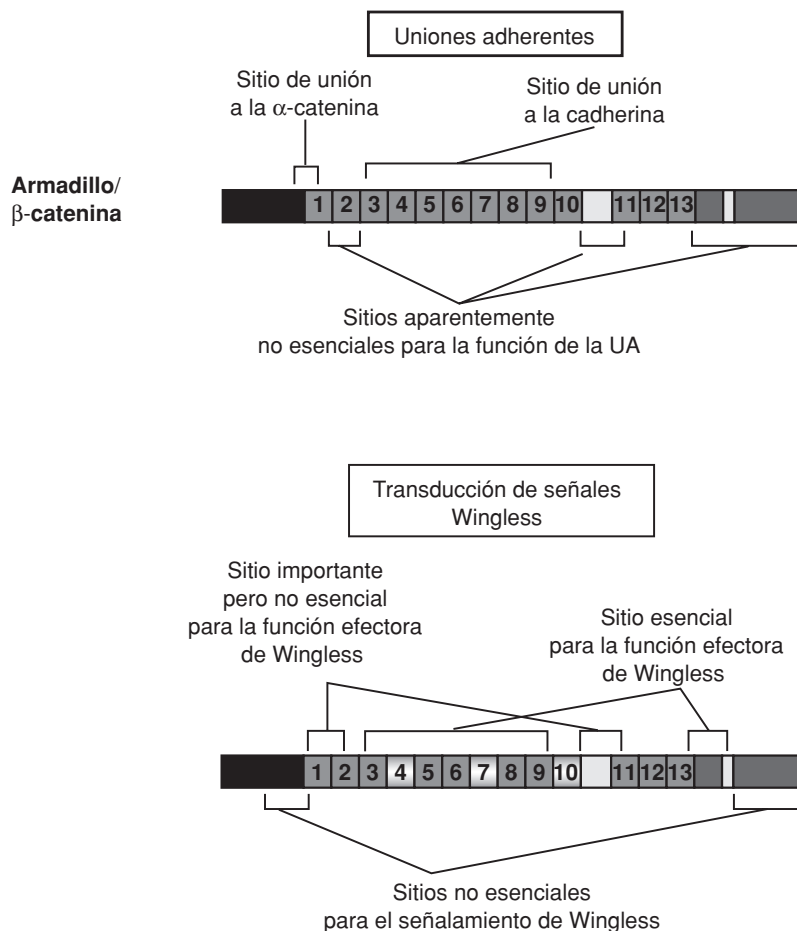 Uniones adherentes
Sitio de unión
a la α-catenina
Sitio de unión
a la cadherina
Armadillo/
β-catenina
1 2 3 4 5 6 7 8 9 10 11 12 13
Sitios aparentemente
no esenciales para la función de la UA
Transducción de señales
Wingless
Sitio importante
pero no esencial
para la función efectora
de Wingless
Sitio esencial
para la función efectora
de Wingless
1 2 3 4 5 6 7 8 9 10 11 12 13
Sitios no esenciales
para el señalamiento de Wingless